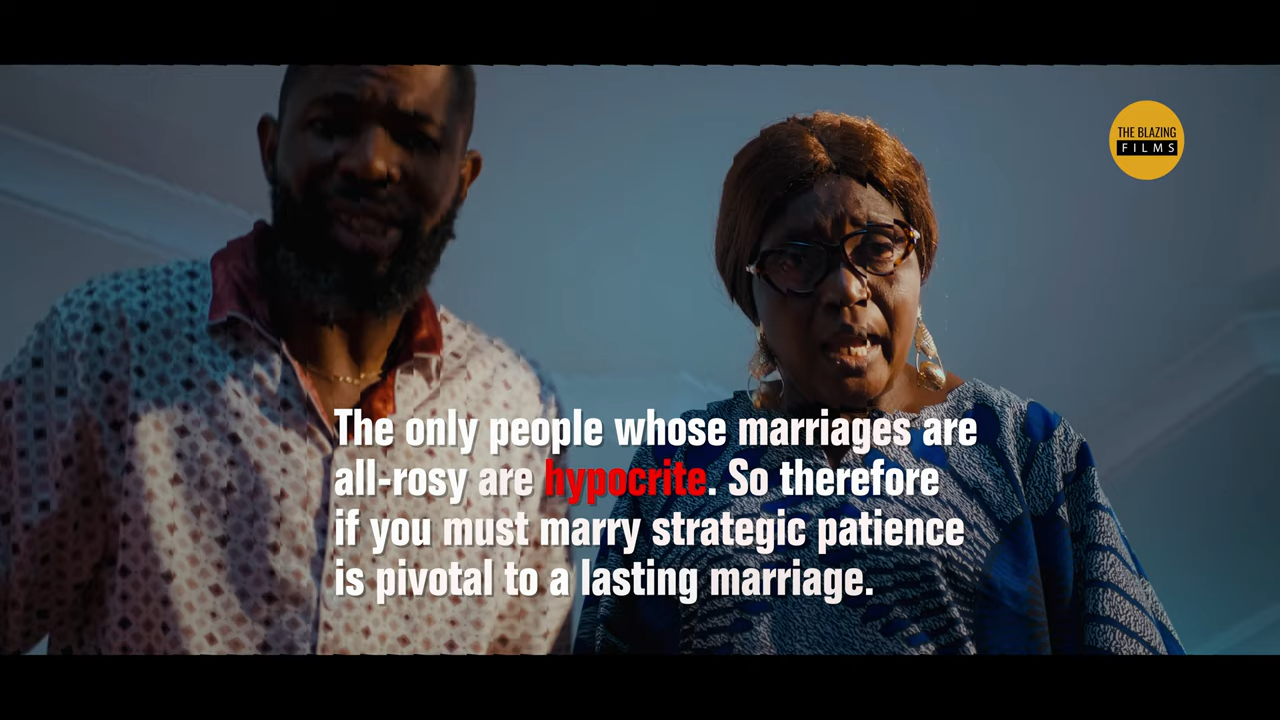 THE BLAZING
FILMS
The only people whose marriages are
all-rosy are hypocrite. So therefore
if you must marry strategic patience
is pivotal to a lasting marriage.